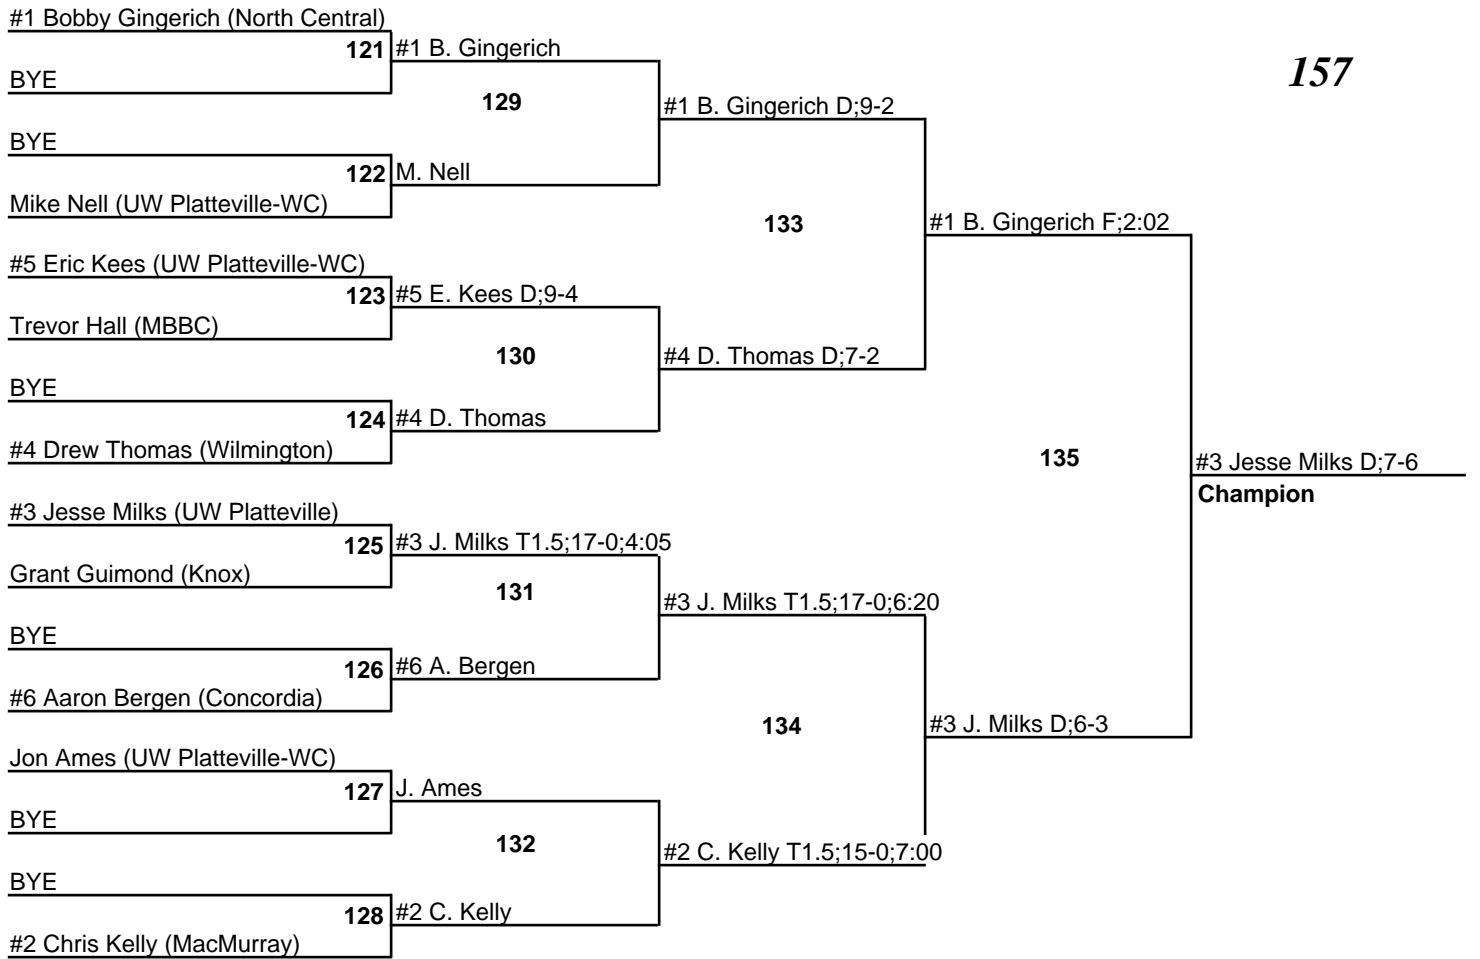 #1 Bobby Gingerich (North Central)
121
#1 B. Gingerich
157
BYE
129
#1 B. Gingerich D;9-2
BYE
122
M. Nell
Mike Nell (UW Platteville-WC)
133
#1 B. Gingerich F;2:02
#5 Eric Kees (UW Platteville-WC)
123
#5 E. Kees D;9-4
Trevor Hall (MBBC)
130
#4 D. Thomas D;7-2
BYE
124
#4 D. Thomas
#4 Drew Thomas (Wilmington)
135
#3 Jesse Milks D;7-6
Champion
#3 Jesse Milks (UW Platteville)
125
#3 J. Milks T1.5;17-0;4:05
Grant Guimond (Knox)
131
#3 J. Milks T1.5;17-0;6:20
BYE
126
#6 A. Bergen
#6 Aaron Bergen (Concordia)
134
#3 J. Milks D;6-3
Jon Ames (UW Platteville-WC)
127
J. Ames
BYE
132
#2 C. Kelly T1.5;15-0;7:00
BYE
128
#2 C. Kelly
#2 Chris Kelly (MacMurray)